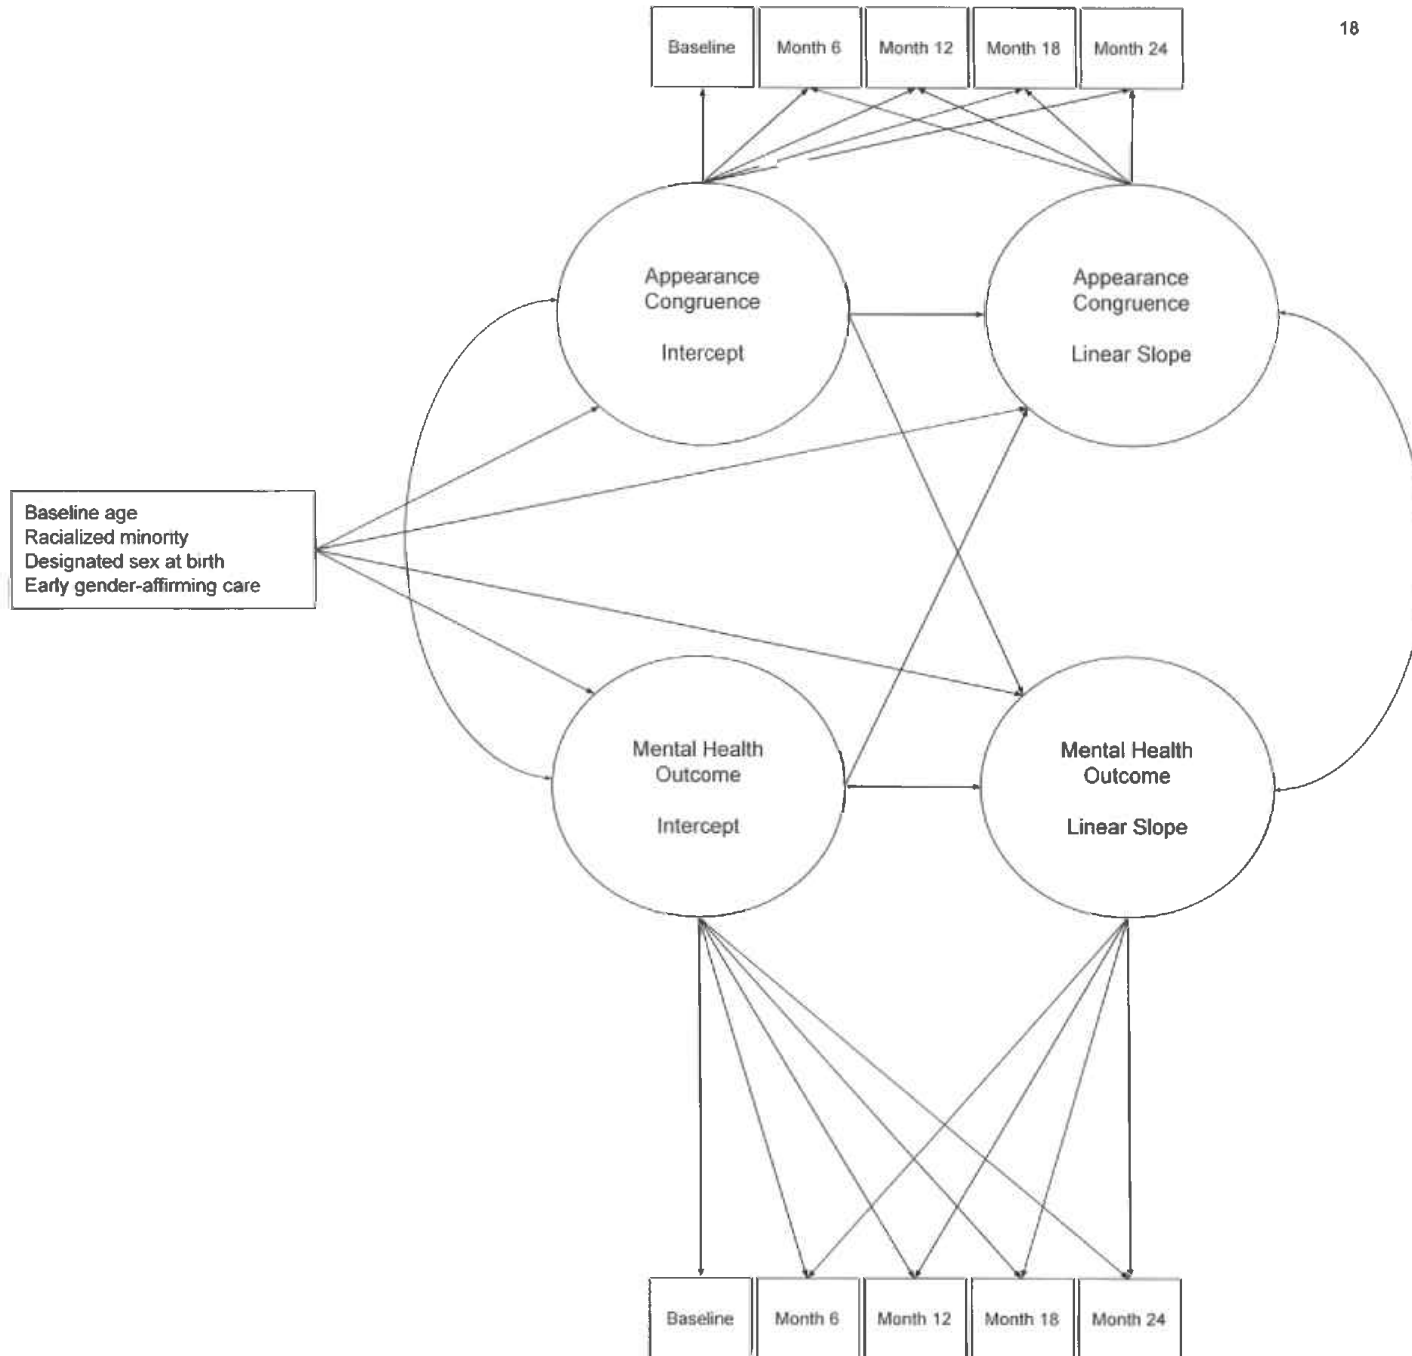 18
Baseline
Month 6
Month 12
Month 18
Month 24
Appearance
Congruence
Intercept
Appearance
Congruence
Linear Slope
Baseline age
Racialized minority
Designated sex at birth
Early gender-affirming care
Mental Health
Outcome
Intercept
Mental Health
Outcome
Linear Slope
Baseline
Month 6
Month 12
Month 18
Month 24